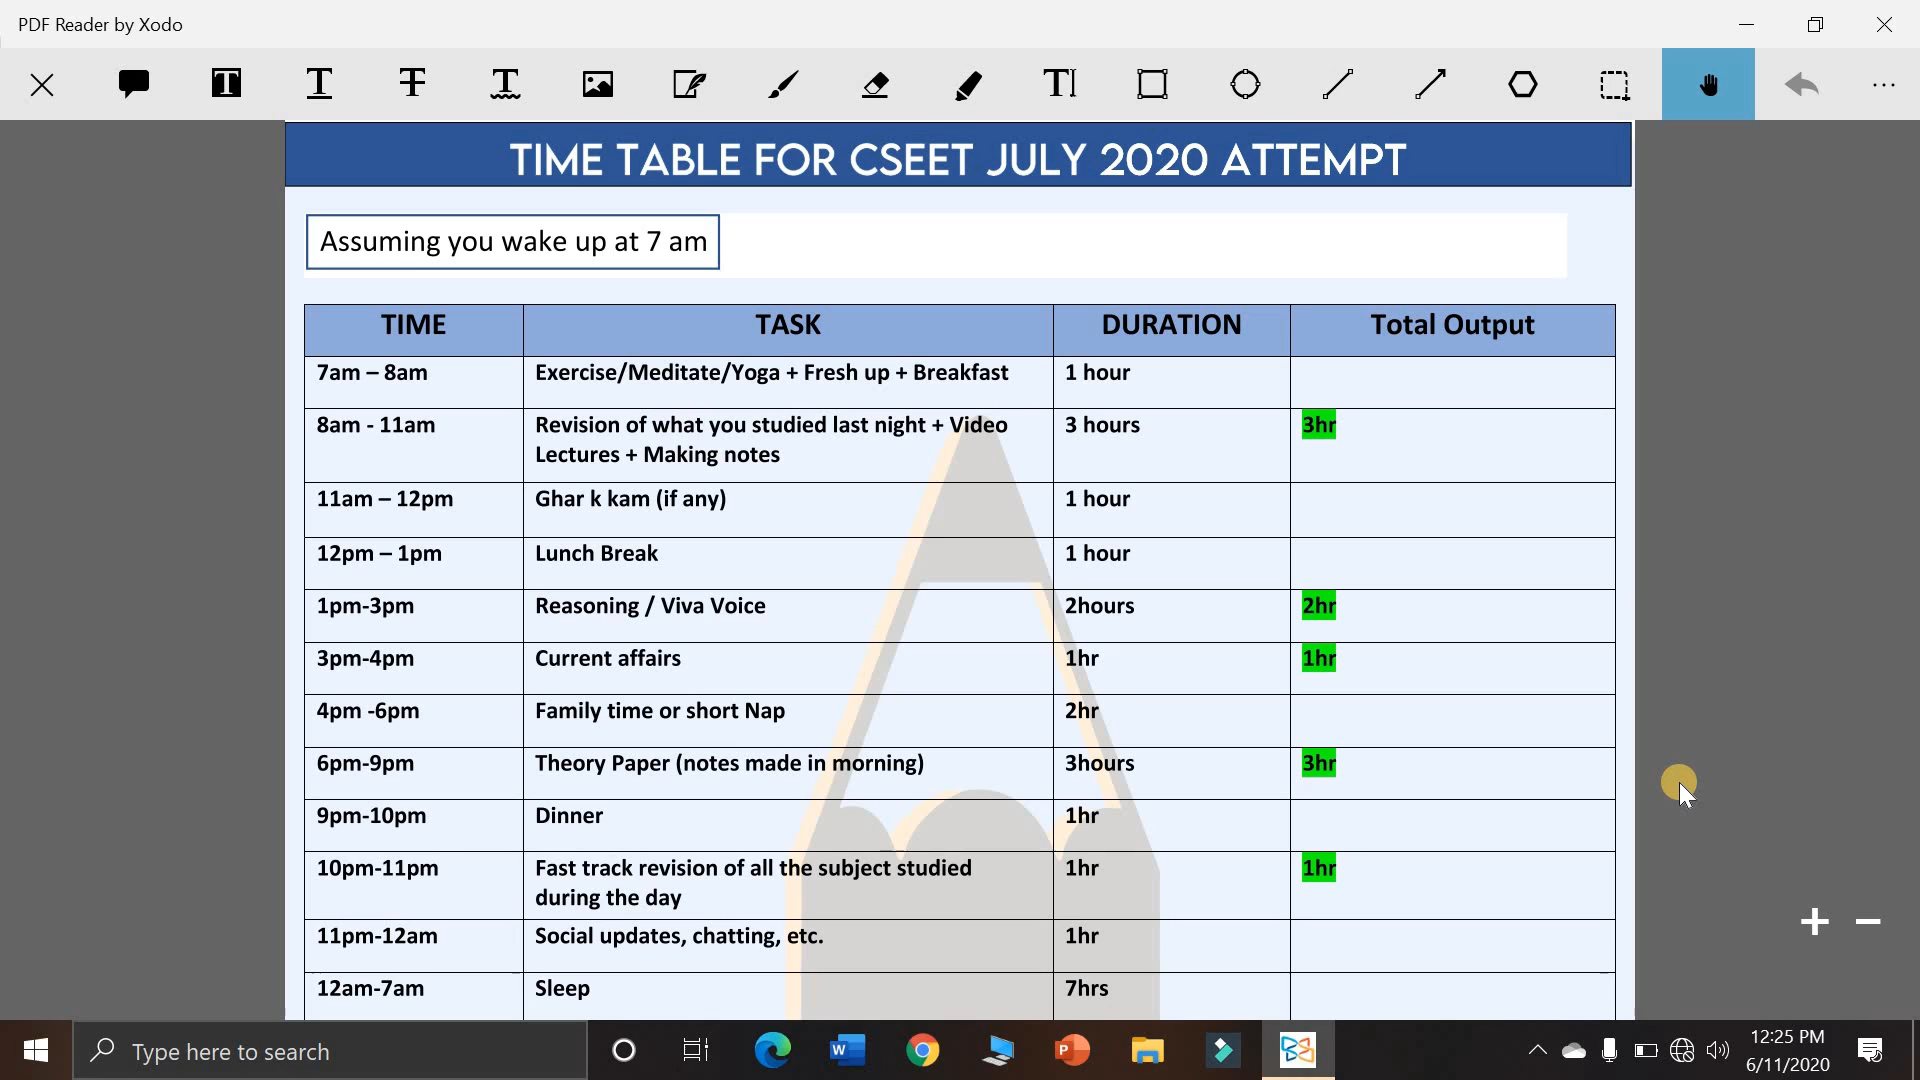 PDF Reader by Xodo
TIME TABLE FOR CSEET JULY 2020 ATTEMPT
Assuming you wake up at 7 am
TIME TASK DURATION Total Output
7am – 8am Exercise/Meditate/Yoga + Fresh up + Breakfast 1 hour
8am - 11am Revision of what you studied last night + Video 3 hours 3hr
Lectures + Making notes
11am – 12pm Ghar k kam (if any) 1 hour
12pm – 1pm Lunch Break 1 hour
1pm-3pm Reasoning / Viva Voice 2hours 2hr
3pm-4pm Current affairs 1hr 1hr
4pm -6pm Family time or short Nap 2hr
6pm-9pm Theory Paper (notes made in morning) 3hours 3hr
9pm-10pm Dinner 1hr
10pm-11pm Fast track revision of all the subject studied 1hr 1hr
during the day
11pm-12am Social updates, chatting, etc. 1hr
12am-7am Sleep 7hrs
Type here to search
12:25 PM
6/11/2020